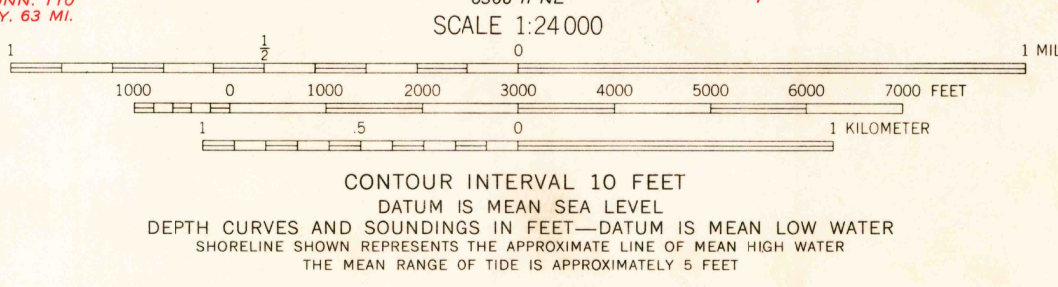 Y. 63 MI.
SCALE 1:24 000
1 1/2 0 1 MIL
1000 0 1000 2000 3000 4000 5000 6000 7000 FEET
1 .5 0 1 KILOMETER
CONTOUR INTERVAL 10 FEET
DATUM IS MEAN SEA LEVEL
DEPTH CURVES AND SOUNDINGS IN FEET—DATUM IS MEAN LOW WATER
SHORELINE SHOWN REPRESENTS THE APPROXIMATE LINE OF MEAN HIGH WATER
THE MEAN RANGE OF TIDE IS APPROXIMATELY 5 FEET